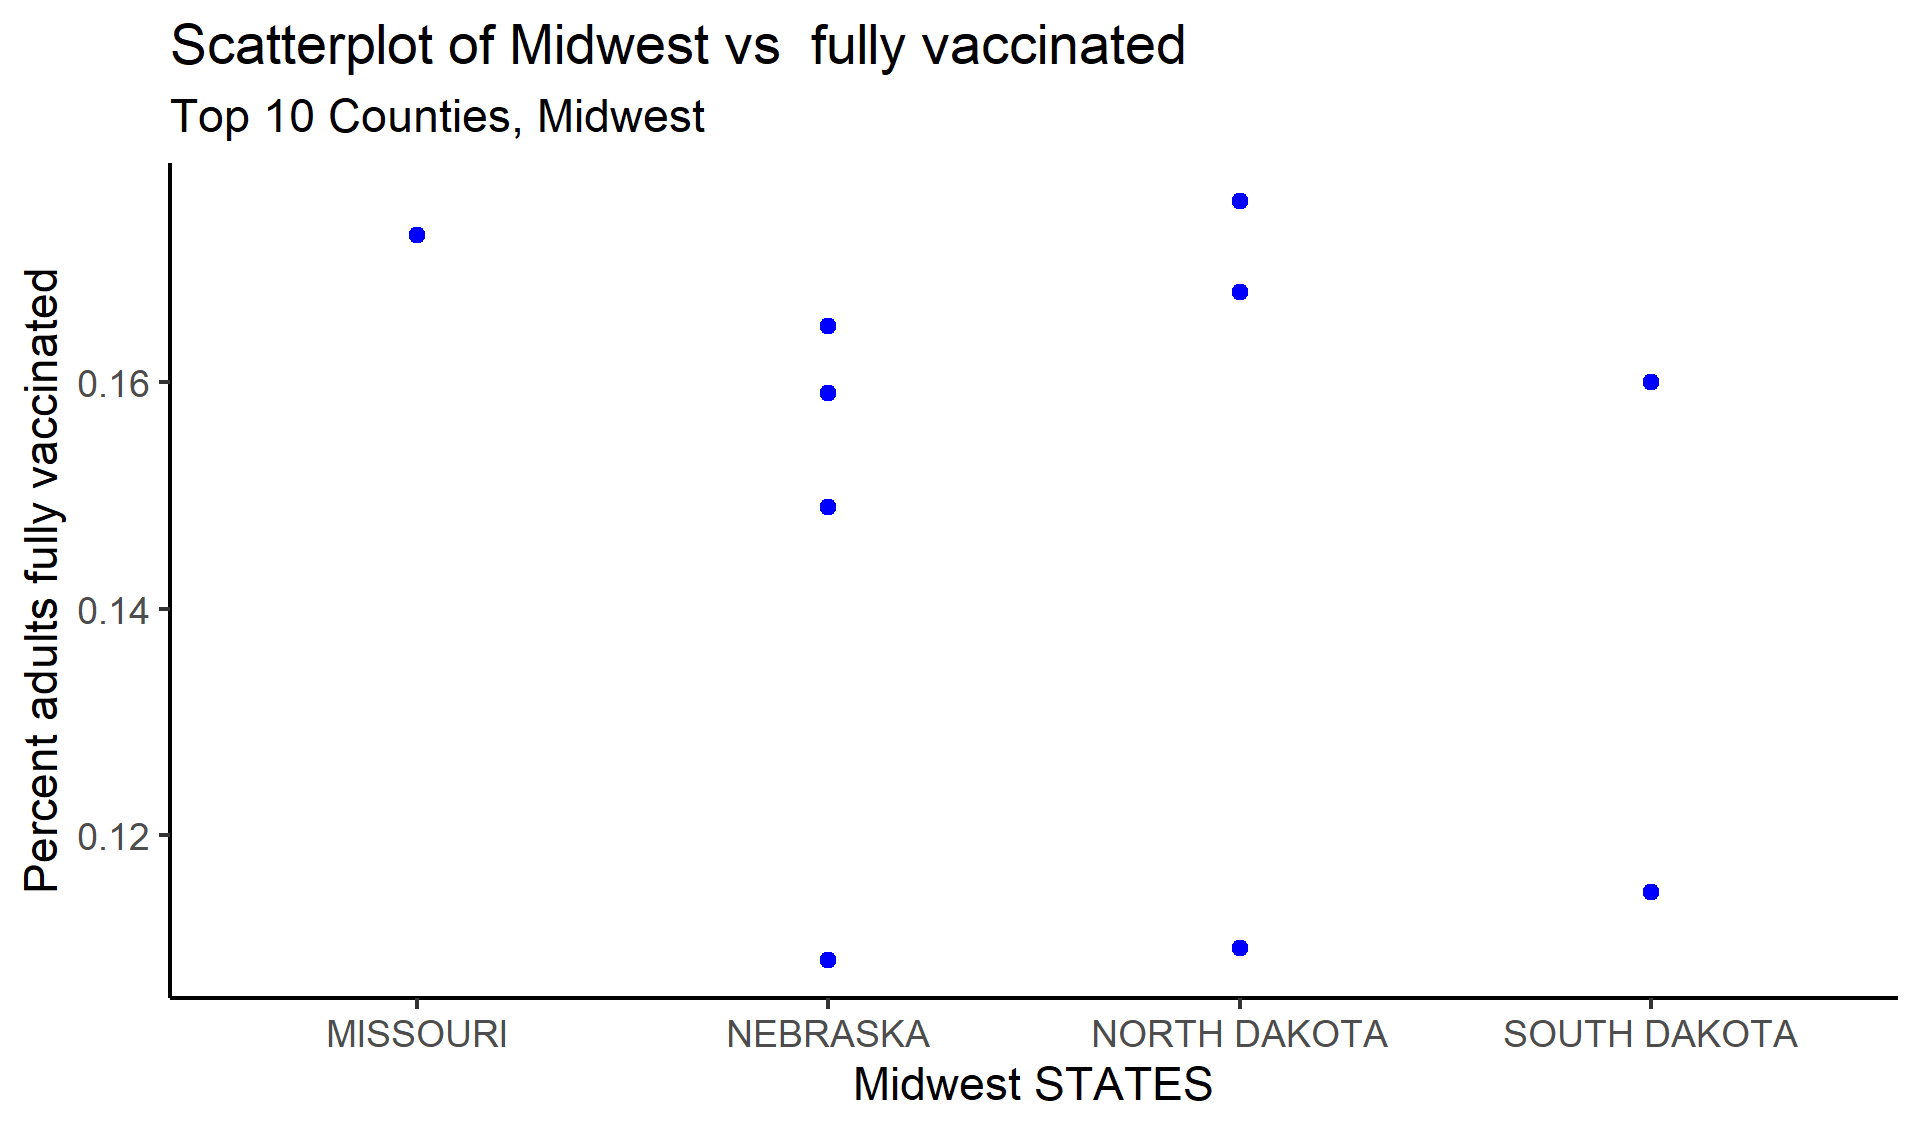 Scatterplot of Midwest vs  fully vaccinated
Top 10 Counties, Midwest
Percent adults fully vaccinated
0.16
0.14
0.12
MISSOURI NEBRASKA NORTH DAKOTA SOUTH DAKOTA
Midwest STATES